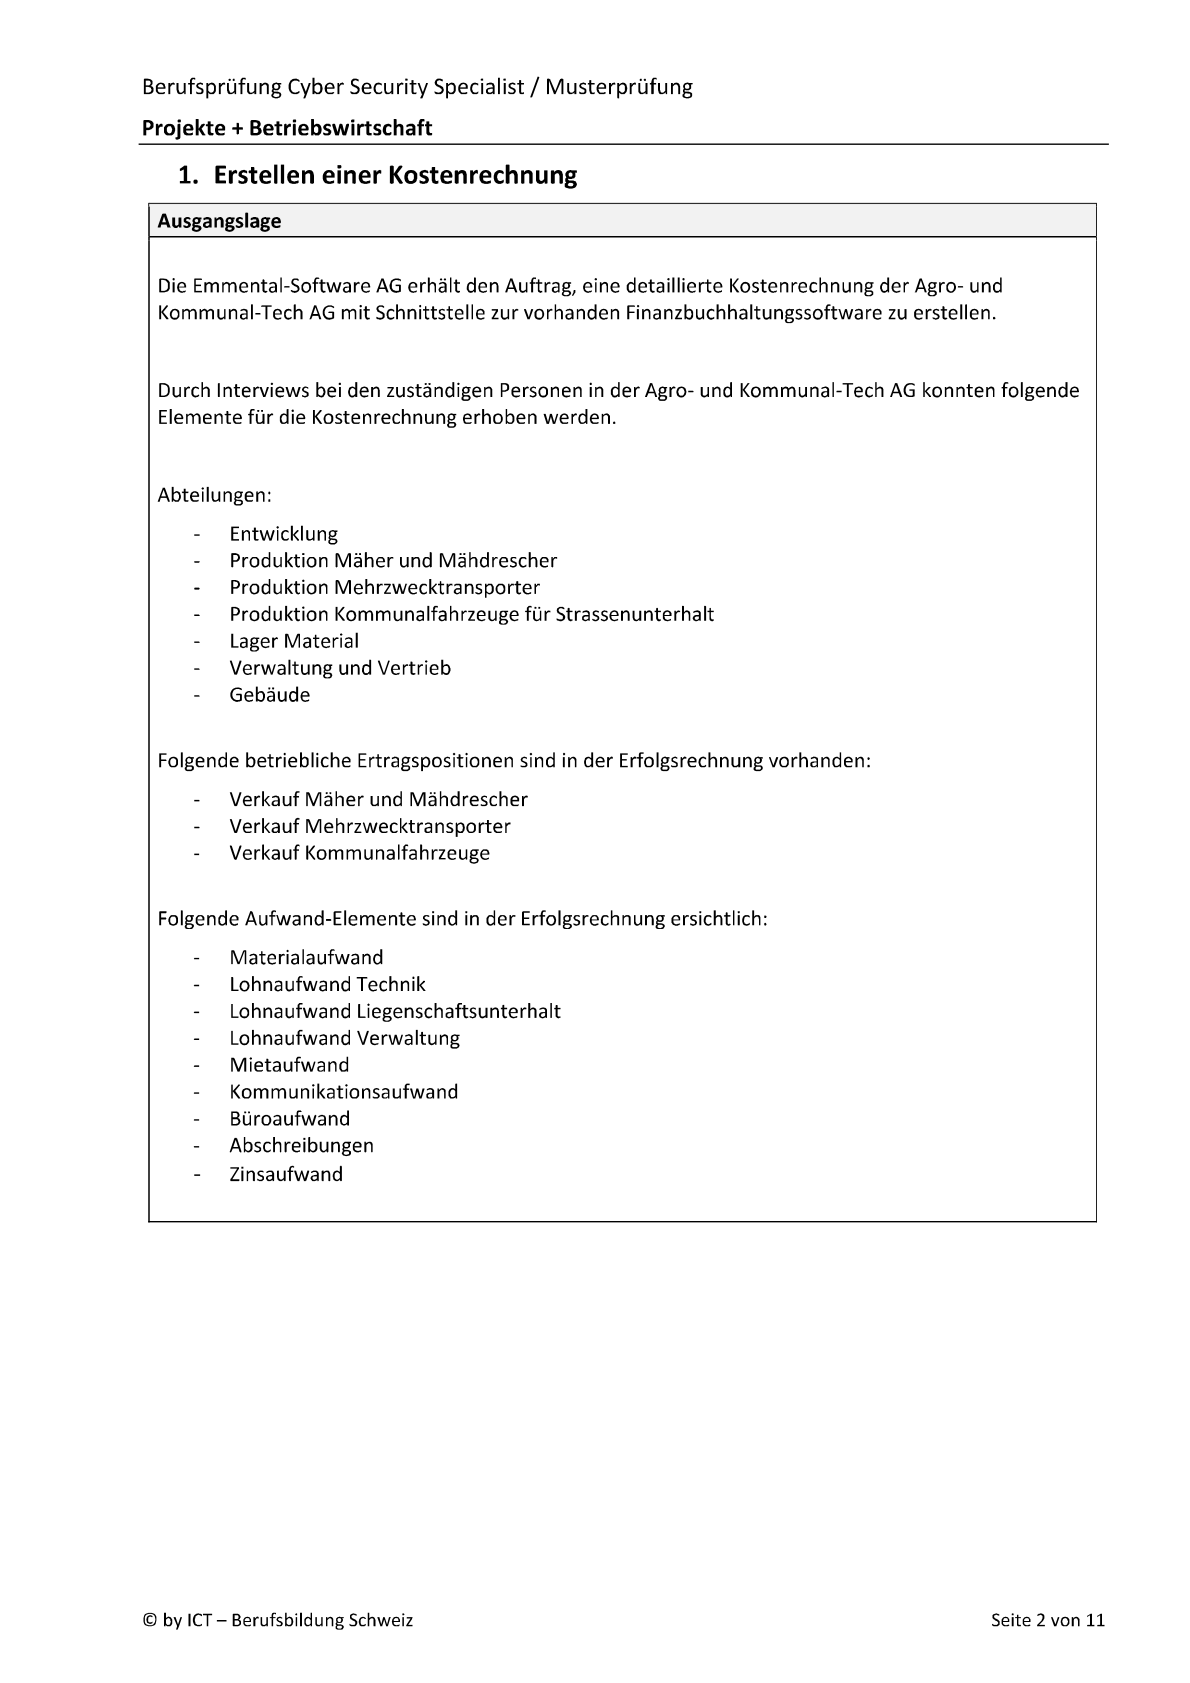 Berufsprüfung Cyber Security Specialist / Musterprüfung
Projekte + Betriebswirtschaft
1. Erstellen einer Kostenrechnung
Ausgangslage
Die Emmental-Software AG erhält den Auftrag, eine detaillierte Kostenrechnung der Agro- und
Kommunal-Tech AG mit Schnittstelle zur vorhanden Finanzbuchhaltungssoftware zu erstellen.
Durch Interviews bei den zuständigen Personen in der Agro- und Kommunal-Tech AG konnten folgende
Elemente für die Kostenrechnung erhoben werden.
Abteilungen:
- Entwicklung
- Produktion Mäher und Mähdrescher
- Produktion Mehrzwecktransporter
- Produktion Kommunalfahrzeuge für Strassenunterhalt
- Lager Material
- Verwaltung und Vertrieb
- Gebäude
Folgende betriebliche Ertragspositionen sind in der Erfolgsrechnung vorhanden:
- Verkauf Mäher und Mähdrescher
- Verkauf Mehrzwecktransporter
- Verkauf Kommunalfahrzeuge
Folgende Aufwand-Elemente sind in der Erfolgsrechnung ersichtlich:
- Materialaufwand
- Lohnaufwand Technik
- Lohnaufwand Liegenschaftsunterhalt
- Lohnaufwand Verwaltung
- Mietaufwand
- Kommunikationsaufwand
- Büroaufwand
- Abschreibungen
- Zinsaufwand
© by ICT – Berufsbildung Schweiz Seite 2 von 11